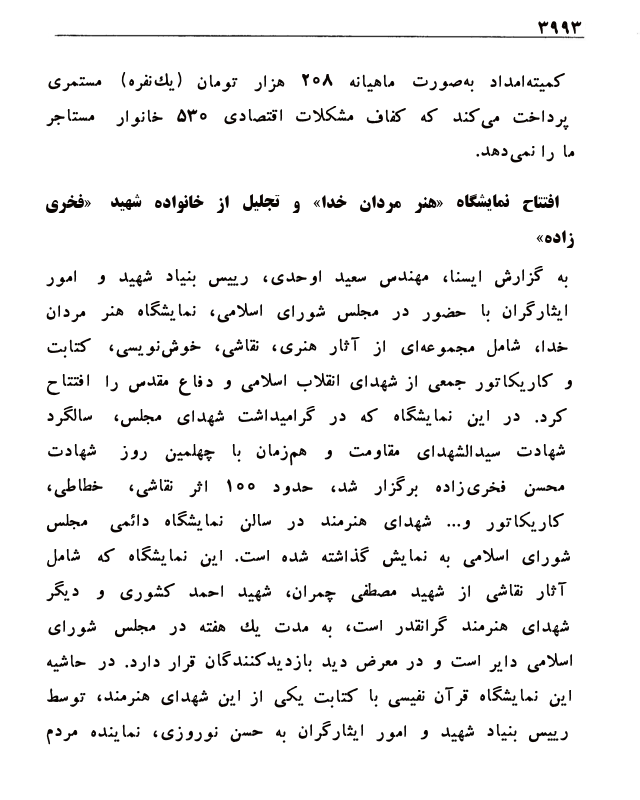 ۳۹۹۳
کمیته‌امداد به‌صورت ماهیانه ۲۰۸ هزار تومان (یك‌نفره) مستمری
پرداخت می‌کند که کفاف مشکلات اقتصادی ۵۳۰ خانوار مستاجر
ما را نمی‌دهد.
افتتاح نمایشگاه «هنر مردان خدا» و تجلیل از خانواده شهید «فخری
زاده»
به گزارش ایسنا، مهندس سعید اوحدی، رییس بنیاد شهید و امور
ایثارگران با حضور در مجلس شورای اسلامی، نمایشگاه هنر مردان
خدا، شامل مجموعه‌ای از آثار هنری، نقاشی، خوش‌نویسی، کتابت
و کاریکاتور جمعی از شهدای انقلاب اسلامی و دفاع مقدس را افتتاح
کرد. در این نمایشگاه که در گرامیداشت شهدای مجلس، سالگرد
شهادت سیدالشهدای مقاومت و هم‌زمان با چهلمین روز شهادت
محسن فخری‌زاده برگزار شد، حدود ۱۰۰ اثر نقاشی، خطاطی،
کاریکاتور و... شهدای هنرمند در سالن نمایشگاه دائمی مجلس
شورای اسلامی به نمایش گذاشته شده است. این نمایشگاه که شامل
آثار نقاشی از شهید مصطفی چمران، شهید احمد کشوری و دیگر
شهدای هنرمند گرانقدر است، به مدت یك هفته در مجلس شورای
اسلامی دایر است و در معرض دید بازدیدکنندگان قرار دارد. در حاشیه
این نمایشگاه قرآن نفیسی با کتابت یکی از این شهدای هنرمند، توسط
رییس بنیاد شهید و امور ایثارگران به حسن نوروزی، نماینده مردم